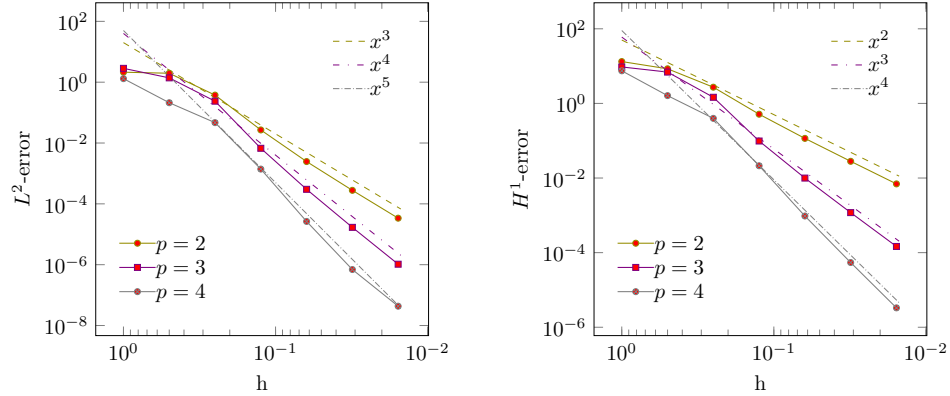 10^2
10^0
10^−2
10^−4
10^−6
10^−8
L^2-error
x^3
x^4
x^5
p = 2
p = 3
p = 4
10^0
10^−1
10^−2
h
10^2
10^0
10^−2
10^−4
10^−6
H^1-error
x^2
x^3
x^4
p = 2
p = 3
p = 4
10^0
10^−1
10^−2
h